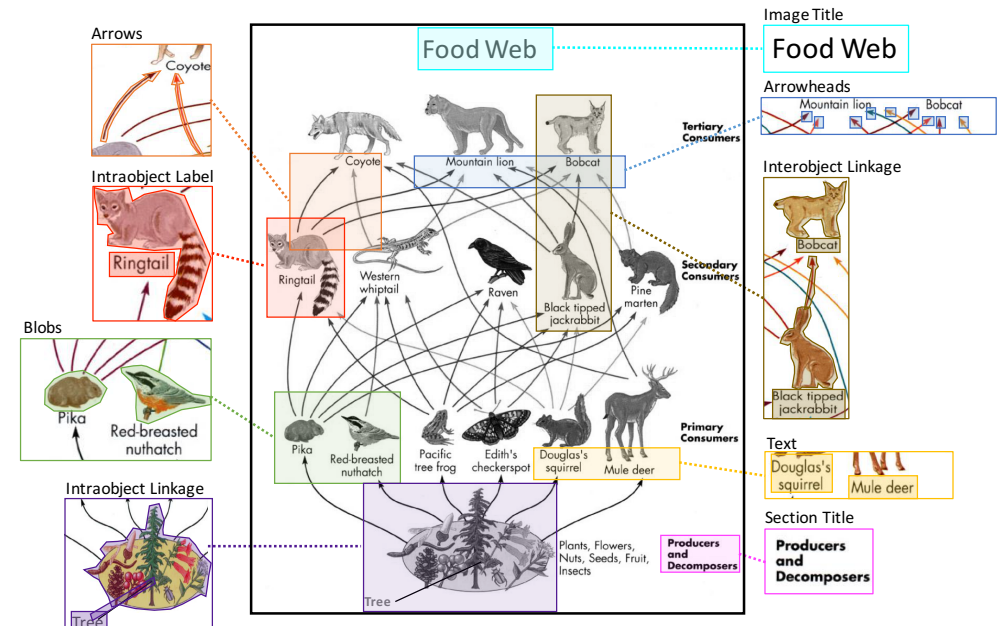 Arrows
Coyote
Intraobject Label
Ringtail
Blobs
Pika
Red-breasted
nuthatch
Intraobject Linkage
Tree
Food Web
Tertiary
Consumers
Coyote
Mountain lion
Bobcat
Ringtail
Western
whiptail
Raven
Black tipped
jackrabbit
Pine
marten
Secondary
Consumers
Pika
Red-breasted
nuthatch
Pacific
tree frog
Edith's
checkerspot
Douglas's
squirrel
Mule deer
Primary
Consumers
Plants, Flowers,
Nuts, Seeds, Fruit,
Insects
Producers
and
Decomposers
Tree
Image Title
Food Web
Arrowheads
Mountain lion
Bobcat
Interobject Linkage
Bobcat
Black tipped
jackrabbit
Text
Douglas's
squirrel
Mule deer
Section Title
Producers
and
Decomposers